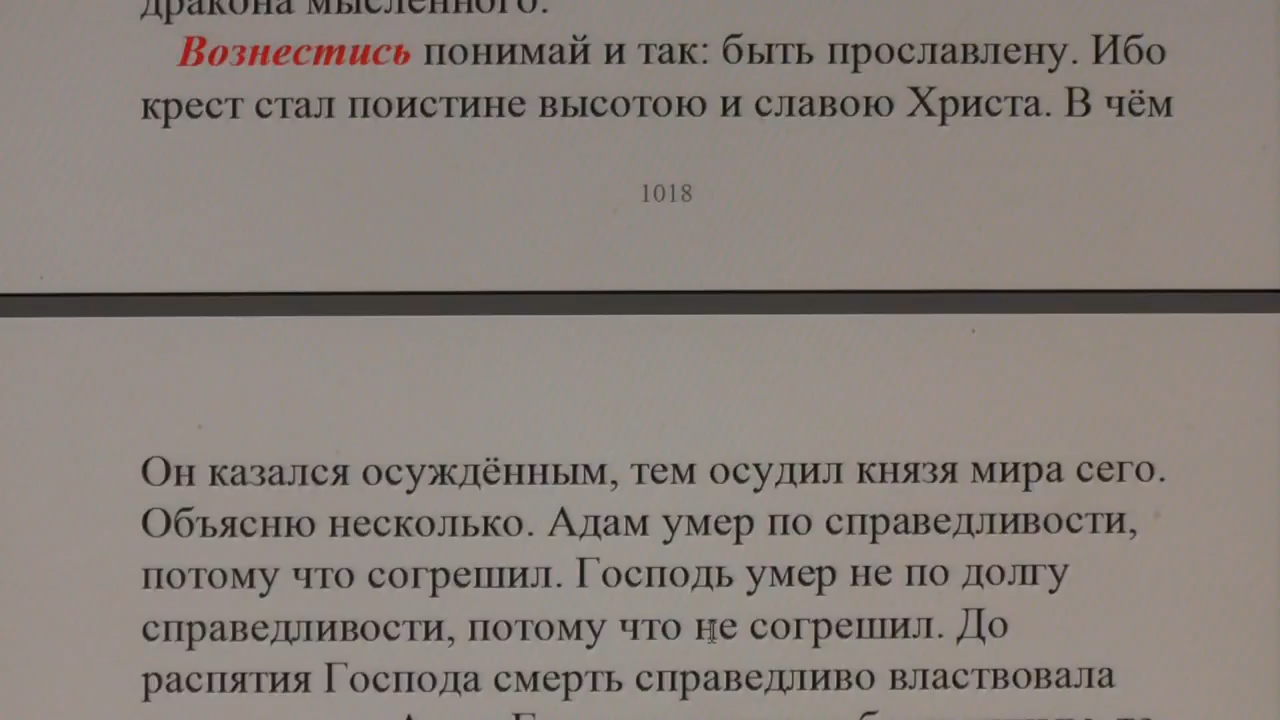 дракона мысленного.
Вознестись понимай и так: быть прославлену. Ибо
крест стал поистине высотою и славою Христа. В чём
1018
Он казался осуждённым, тем осудил князя мира сего.
Объясню несколько. Адам умер по справедливости,
потому что согрешил. Господь умер не по долгу
справедливости, потому что не согрешил. До
распятия Господа смерть справедливо властвовала